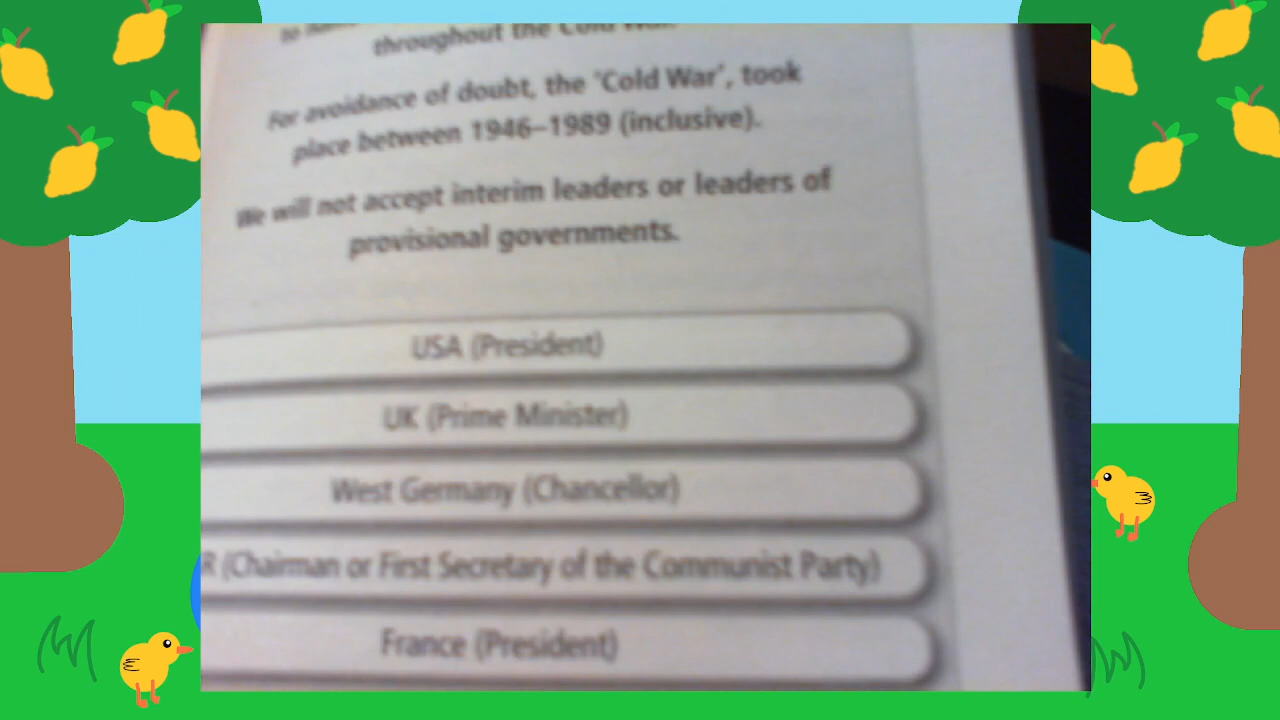 throughout the Cold War.
For avoidance of doubt, the 'Cold War', took
place between 1946–1989 (inclusive).
We will not accept interim leaders or leaders of
provisional governments.
USA (President)
UK (Prime Minister)
West Germany (Chancellor)
R (Chairman or First Secretary of the Communist Party)
France (President)